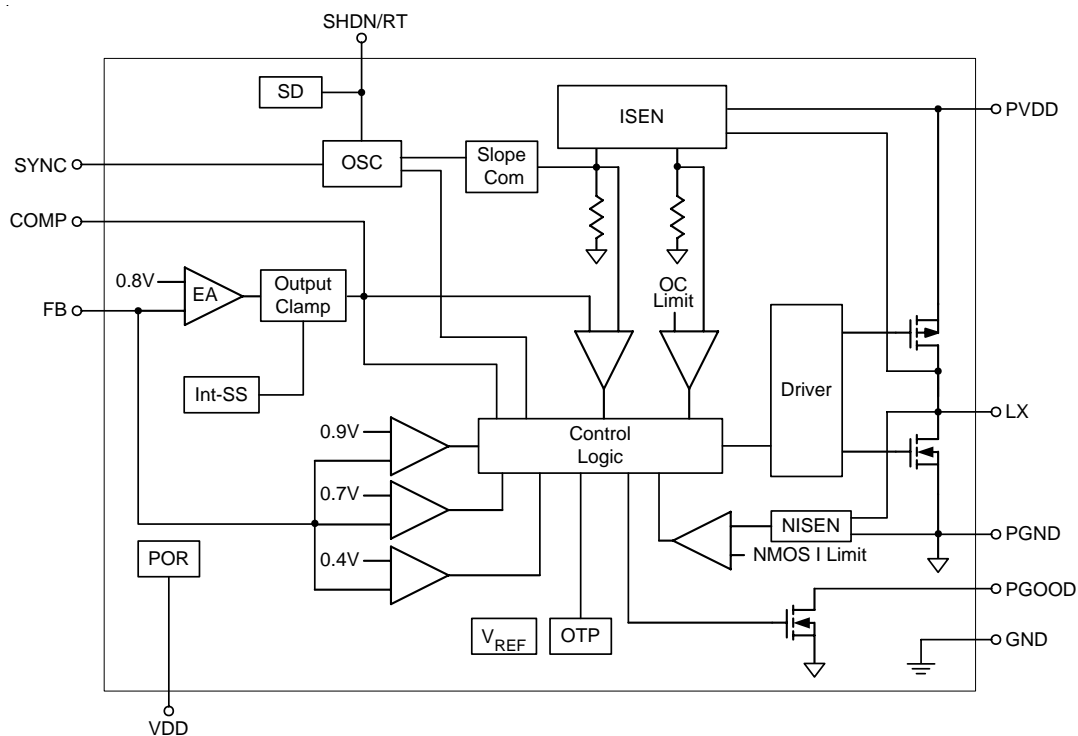 SHDN/RT
SD
ISEN
PVDD
SYNC
OSC
Slope
Com
COMP
0.8V
EA
Output
Clamp
OC
Limit
FB
Int-SS
Driver
LX
0.9V
Control
Logic
0.7V
NISEN
PGND
POR
0.4V
NMOS I Limit
PGOOD
VREF
OTP
GND
VDD